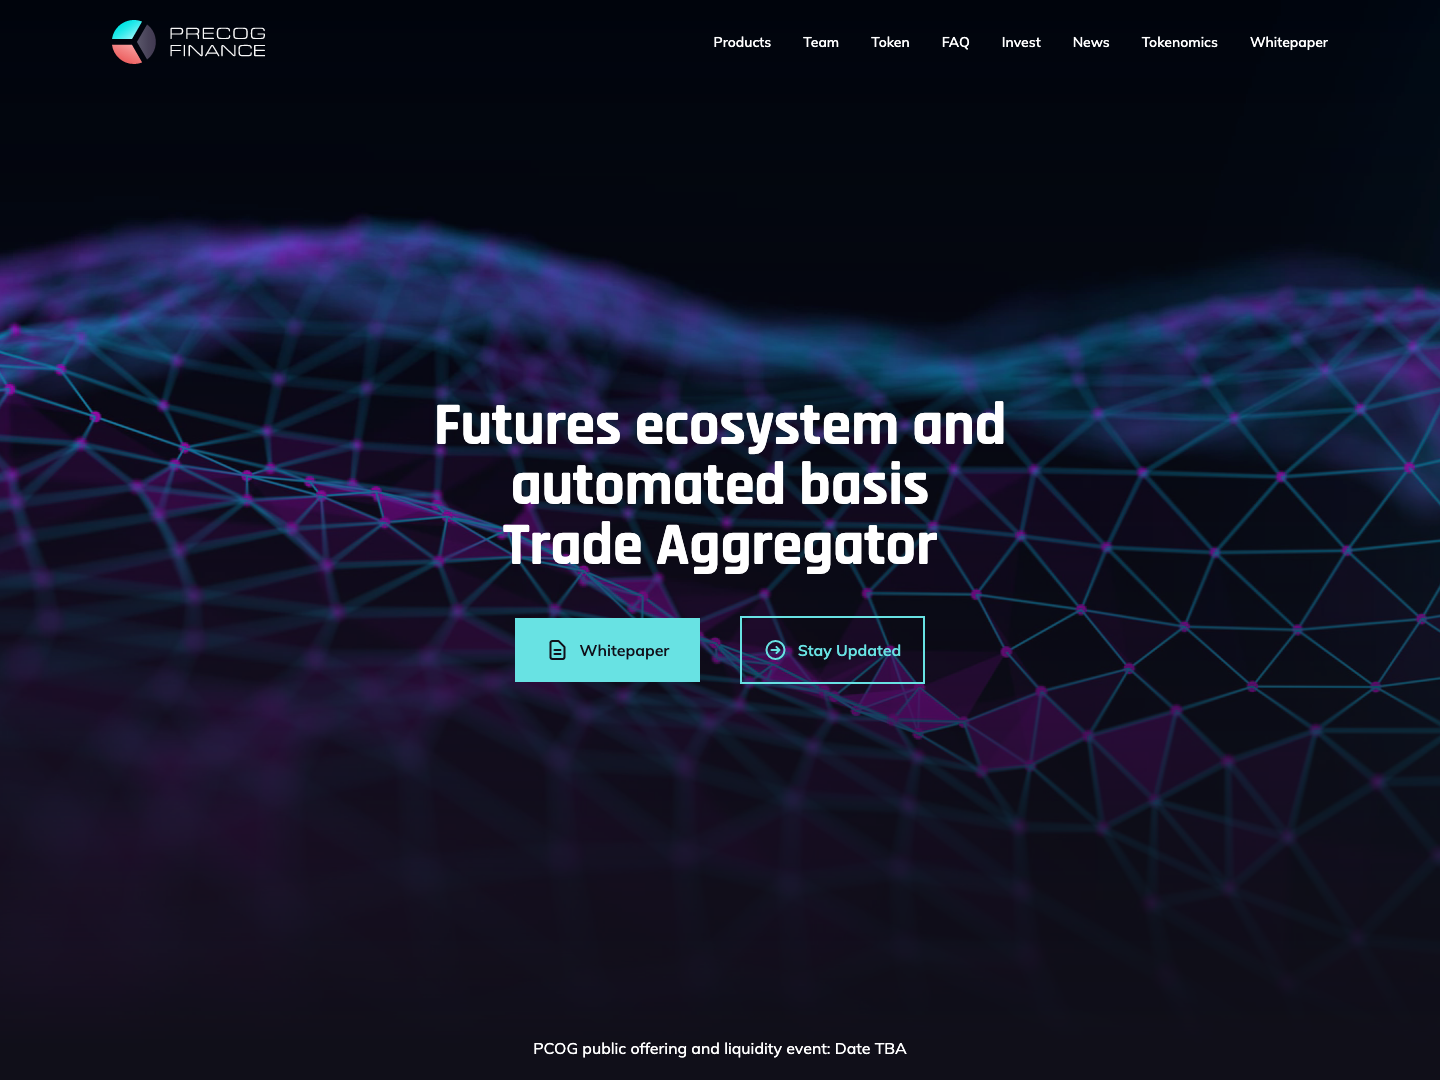 PRECOG
FINANCE
Products Team Token FAQ Invest News Tokenomics Whitepaper
Futures ecosystem and
automated basis
Trade Aggregator
Whitepaper Stay Updated
PCOG public offering and liquidity event: Date TBA